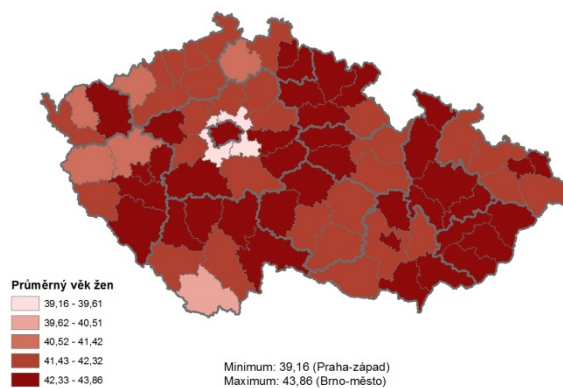 Průměrný věk žen
39,16 - 39,61
39,62 - 40,51
40,52 - 41,42
41,43 - 42,32
42,33 - 43,86
Minimum: 39,16 (Praha-západ)
Maximum: 43,86 (Brno-město)